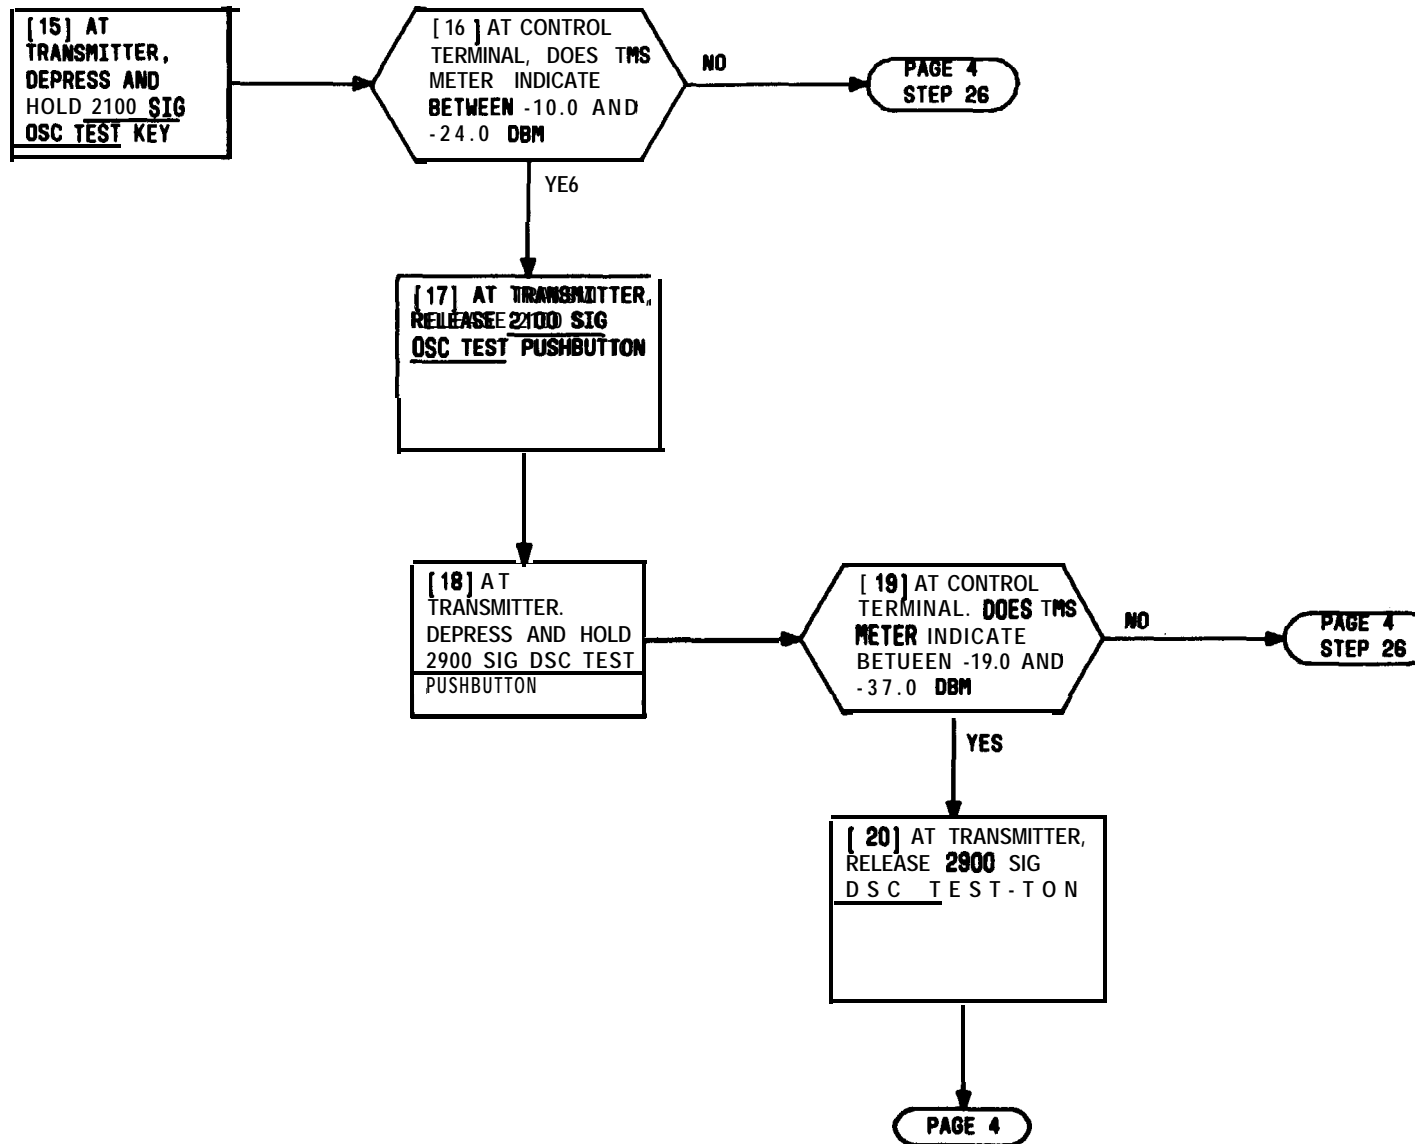 [15] AT
TRANSMITTER,
DEPRESS AND
HOLD 2100 SIG
OSC TEST KEY
[16] AT CONTROL
TERMINAL, DOES TMS
METER INDICATE
BETWEEN -10.0 AND
-24.0 DBM
NO
PAGE 4
STEP 26
YE6
[17] AT TRANSMITTER,
RELEASE 2100 SIG
OSC TEST PUSHBUTTON
[18] AT
TRANSMITTER.
DEPRESS AND HOLD
2900 SIG DSC TEST
PUSHBUTTON
[19] AT CONTROL
TERMINAL. DOES TMS
METER INDICATE
BETUEEN -19.0 AND
-37.0 DBM
NO
PAGE 4
STEP 26
YES
[20] AT TRANSMITTER,
RELEASE 2900 SIG
DSC TEST-TON
PAGE 4